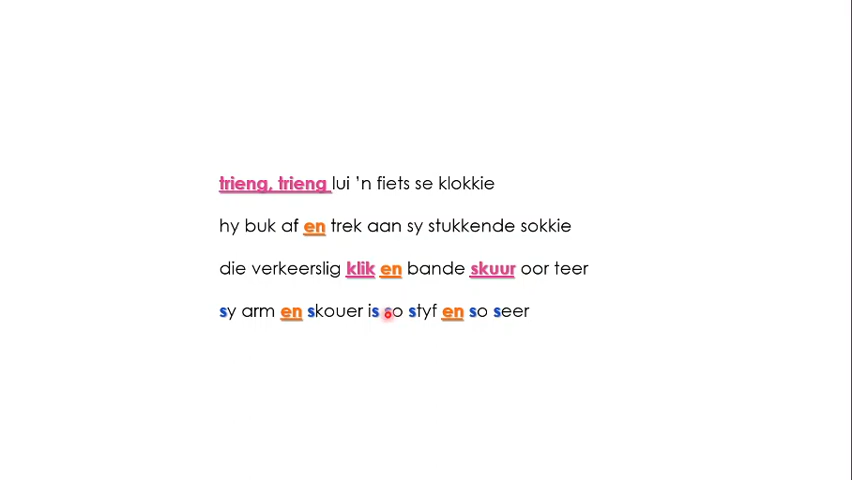 trieng, trieng lui 'n fiets se klokkie
hy buk af en trek aan sy stukkende sokkie
die verkeerslig klik en bande skuur oor teer
sy arm en skouer is so styf en so seer